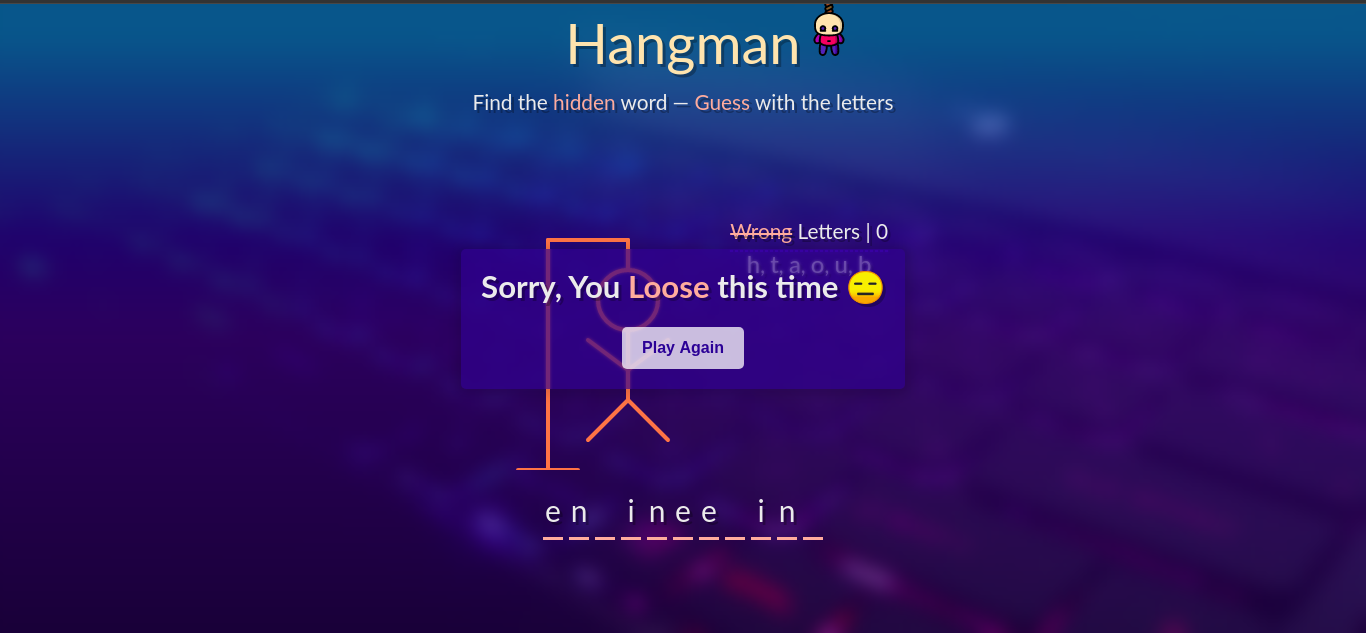 Hangman
Find the hidden word — Guess with the letters
Wrong Letters | 0
h, t, a, o, u, b
Sorry, You Loose this time 😑
Play Again
e n _ i n e e _ i n _